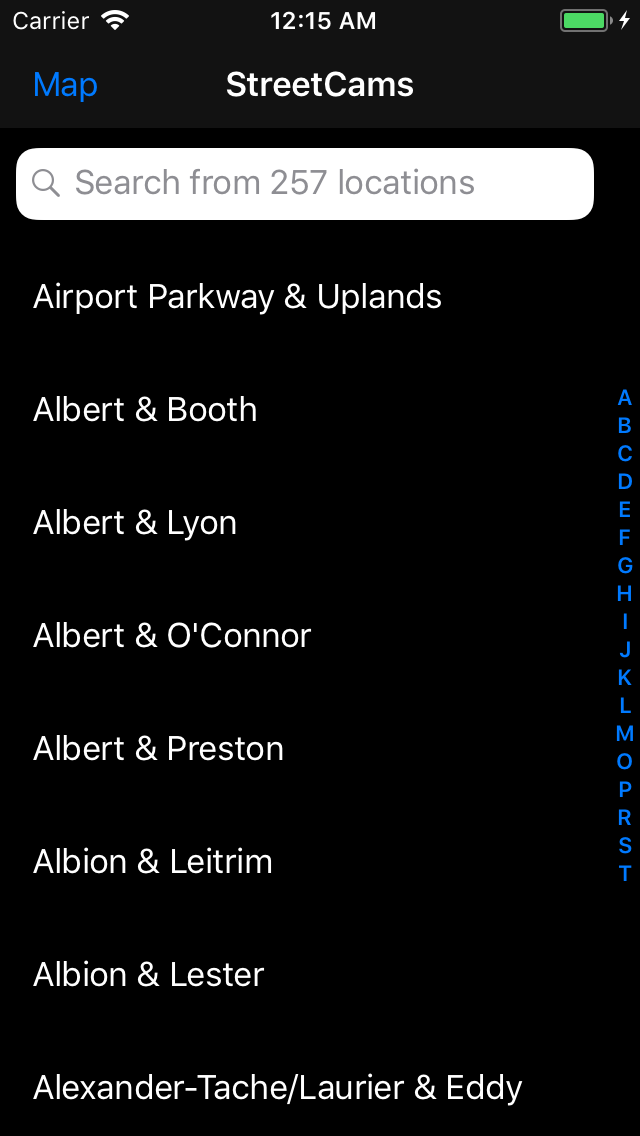 Carrier 12:15 AM
Map StreetCams
Search from 257 locations
Airport Parkway & Uplands
Albert & Booth
Albert & Lyon
Albert & O'Connor
Albert & Preston
Albion & Leitrim
Albion & Lester
Alexander-Tache/Laurier & Eddy
A
B
C
D
E
F
G
H
I
J
K
L
M
O
P
R
S
T